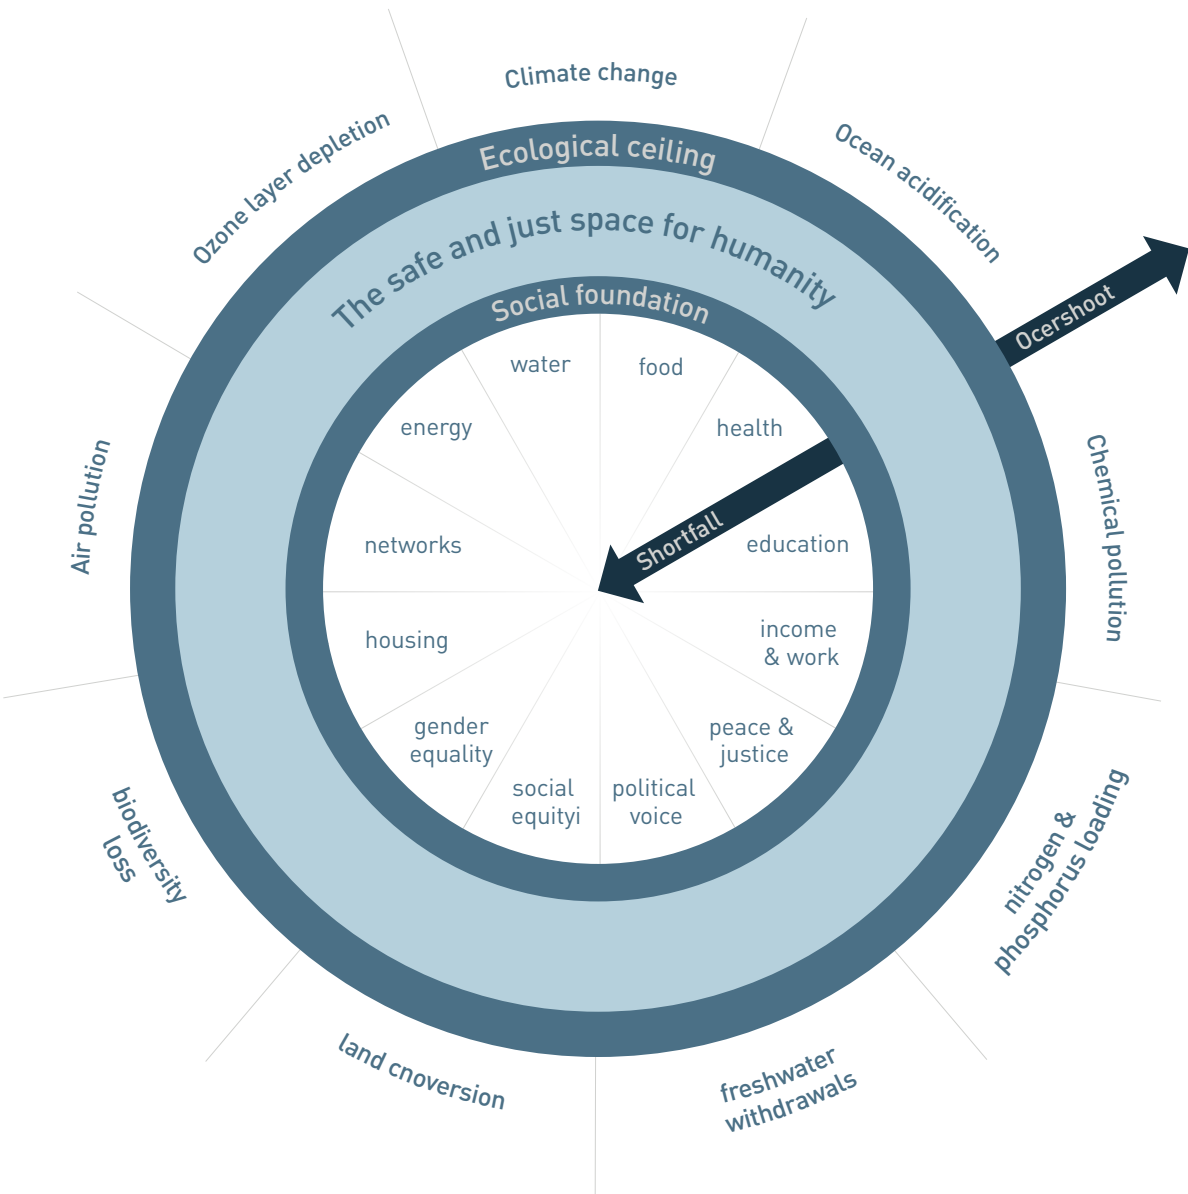 Climate change
Ozone layer depletion
Ocean acidification
Ecological ceiling
The safe and just space for humanity
Social foundation
Ocershoot
water
food
energy
health
Air pollution
Chemical pollution
Shortfall
networks
education
housing
income
& work
gender
equality
peace &
justice
social
equityi
political
voice
biodiversity
loss
nitrogen &
phosphorus loading
land cnoversion
freshwater
withdrawals